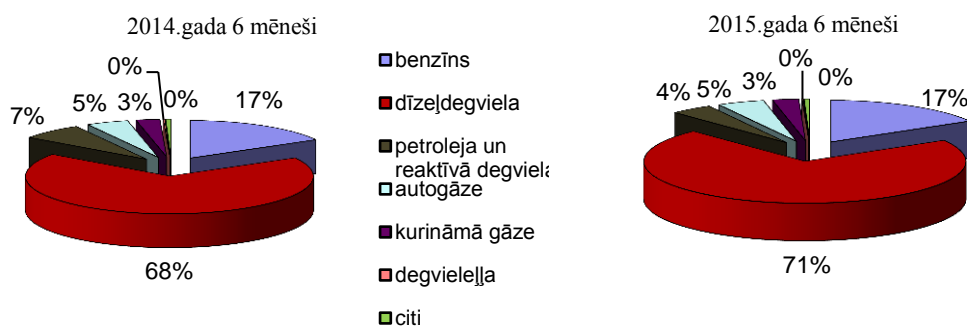 2014.gada 6 mēneši
0%
5%
3%
0%
17%
7%
68%
benzīns
dīzeļdegviela
petroleja un
reaktīvā degviela
autogāze
kurināmā gāze
degvieleļļa
citi
2015.gada 6 mēneši
0%
3%
0%
4%
5%
17%
71%